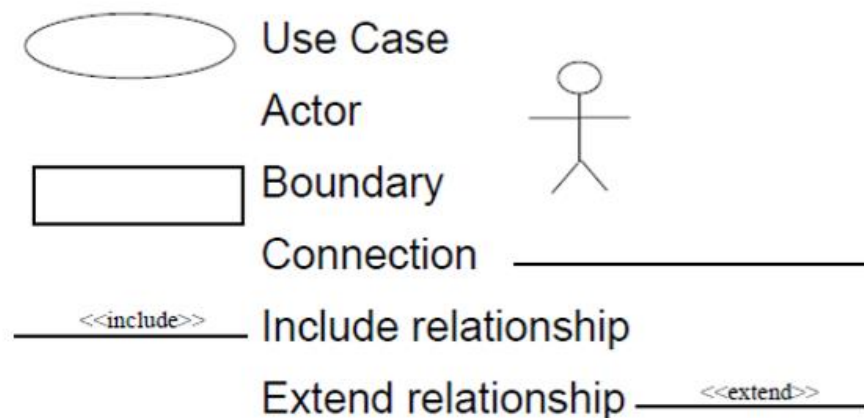 Use Case
Actor
Boundary
Connection
<<include>> Include relationship
Extend relationship <<extend>>